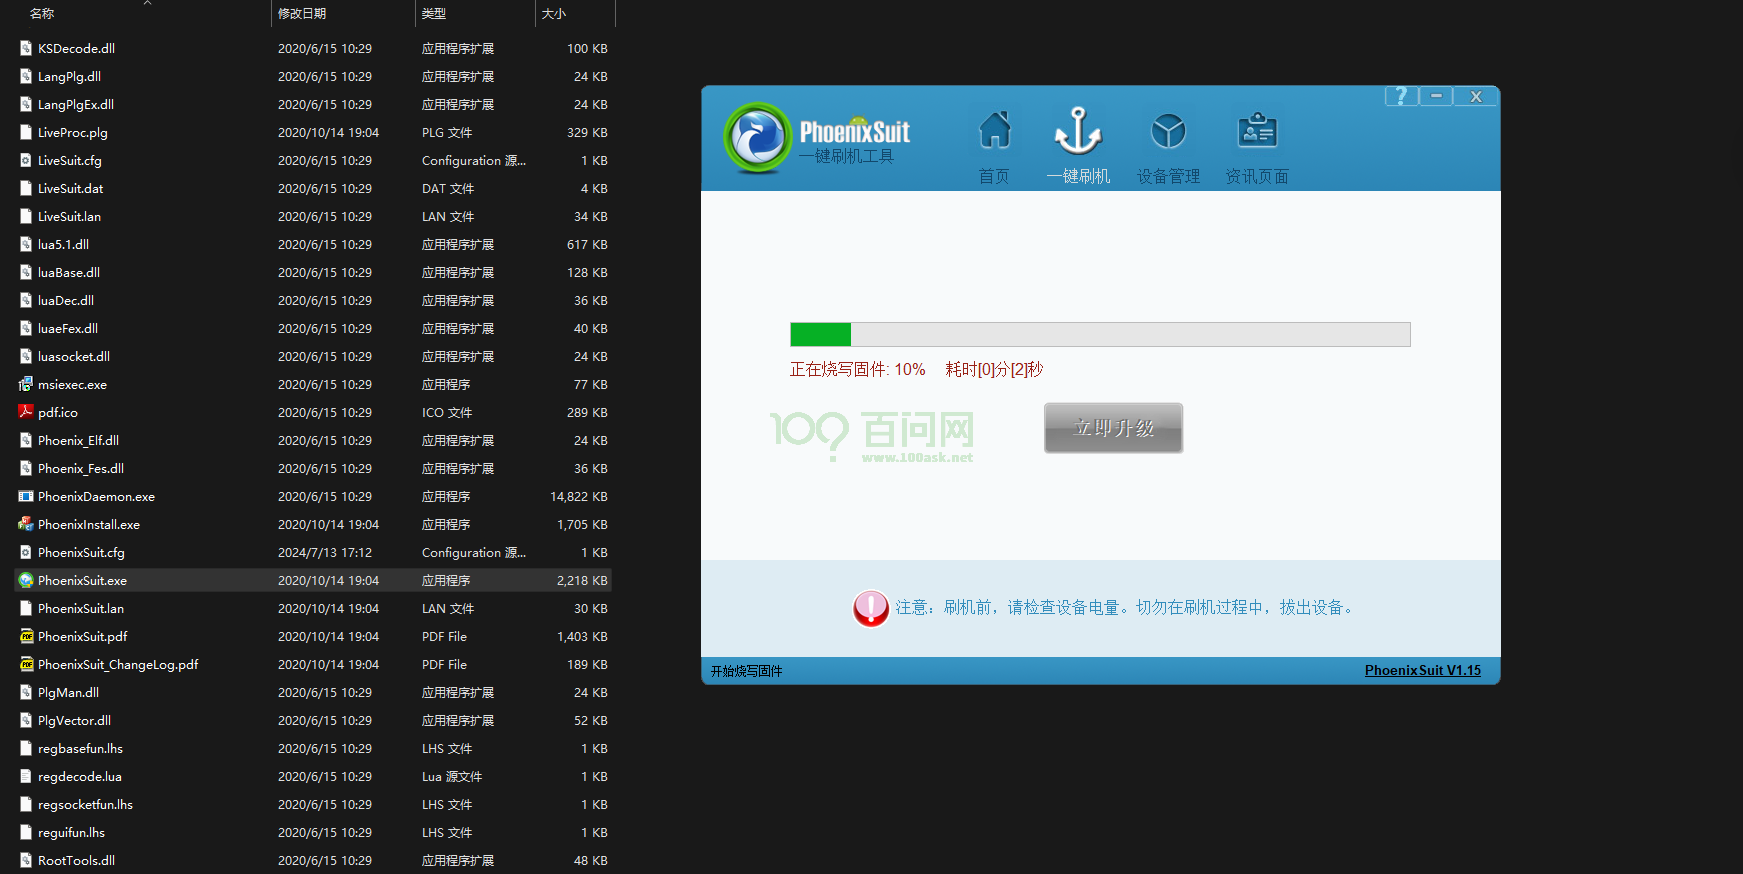 名称 修改日期 类型 大小
KSDecode.dll 2020/6/15 10:29 应用程序扩展 100 KB
LangPlg.dll 2020/6/15 10:29 应用程序扩展 24 KB
LangPlgEx.dll 2020/6/15 10:29 应用程序扩展 24 KB
LiveProc.plg 2020/10/14 19:04 PLG 文件 329 KB
LiveSuit.cfg 2020/6/15 10:29 Configuration 源... 1 KB
LiveSuit.dat 2020/6/15 10:29 DAT 文件 4 KB
LiveSuit.lan 2020/6/15 10:29 LAN 文件 34 KB
lua5.1.dll 2020/6/15 10:29 应用程序扩展 617 KB
luaBase.dll 2020/6/15 10:29 应用程序扩展 128 KB
luaDec.dll 2020/6/15 10:29 应用程序扩展 36 KB
luaeFex.dll 2020/6/15 10:29 应用程序扩展 40 KB
luasocket.dll 2020/6/15 10:29 应用程序扩展 24 KB
msiexec.exe 2020/6/15 10:29 应用程序 77 KB
pdf.ico 2020/6/15 10:29 ICO 文件 289 KB
Phoenix_Elf.dll 2020/6/15 10:29 应用程序扩展 24 KB
Phoenix_Fes.dll 2020/6/15 10:29 应用程序扩展 36 KB
PhoenixDaemon.exe 2020/6/15 10:29 应用程序 14,822 KB
PhoenixInstall.exe 2020/10/14 19:04 应用程序 1,705 KB
PhoenixSuit.cfg 2024/7/13 17:12 Configuration 源... 1 KB
PhoenixSuit.exe 2020/10/14 19:04 应用程序 2,218 KB
PhoenixSuit.lan 2020/10/14 19:04 LAN 文件 30 KB
PhoenixSuit.pdf 2020/10/14 19:04 PDF File 1,403 KB
PhoenixSuit_ChangeLog.pdf 2020/10/14 19:04 PDF File 189 KB
PlgMan.dll 2020/6/15 10:29 应用程序扩展 24 KB
PlgVector.dll 2020/6/15 10:29 应用程序扩展 52 KB
regbasefun.lhs 2020/6/15 10:29 LHS 文件 1 KB
regdecode.lua 2020/6/15 10:29 Lua 源文件 1 KB
regsocketfun.lhs 2020/6/15 10:29 LHS 文件 1 KB
reguifun.lhs 2020/6/15 10:29 LHS 文件 1 KB
RootTools.dll 2020/6/15 10:29 应用程序扩展 48 KB
? － X
PhoenixSuit
一键刷机工具
首页 一键刷机 设备管理 资讯页面
正在烧写固件: 10% 耗时[0]分[2]秒
100? 百问网
www.100ask.net
立即升级
注意：刷机前，请检查设备电量。切勿在刷机过程中，拔出设备。
开始烧写固件 PhoenixSuit V1.15